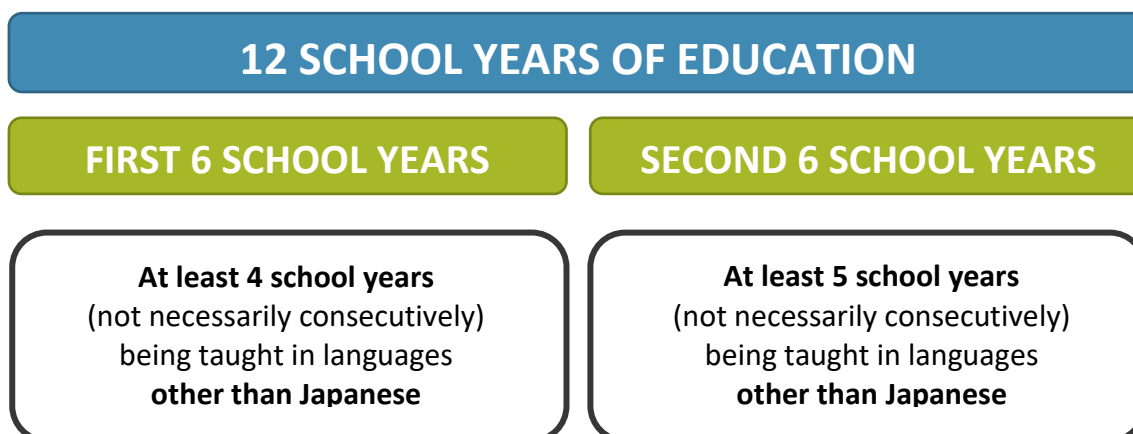 12 SCHOOL YEARS OF EDUCATION
FIRST 6 SCHOOL YEARS
SECOND 6 SCHOOL YEARS
At least 4 school years
(not necessarily consecutively)
being taught in languages
other than Japanese
At least 5 school years
(not necessarily consecutively)
being taught in languages
other than Japanese